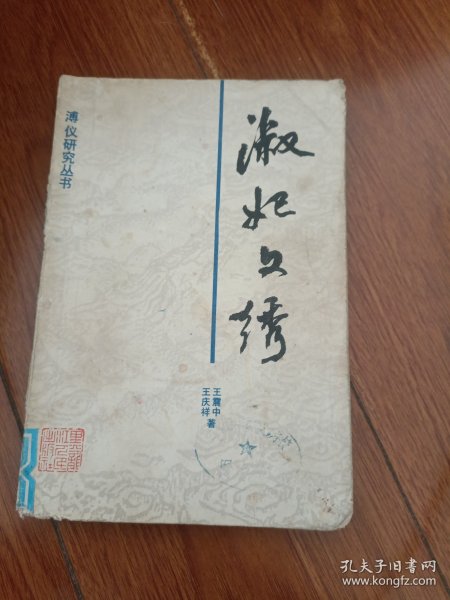 溥仪研究丛书
淑妃文绣
王震中
王庆祥 著
孔夫子旧书网
www.kongfz.com